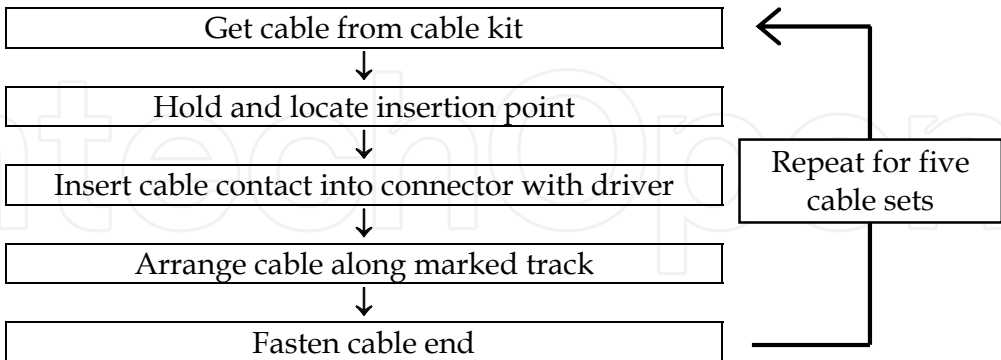 Get cable from cable kit
Hold and locate insertion point
Insert cable contact into connector with driver
Arrange cable along marked track
Fasten cable end
Repeat for five
cable sets